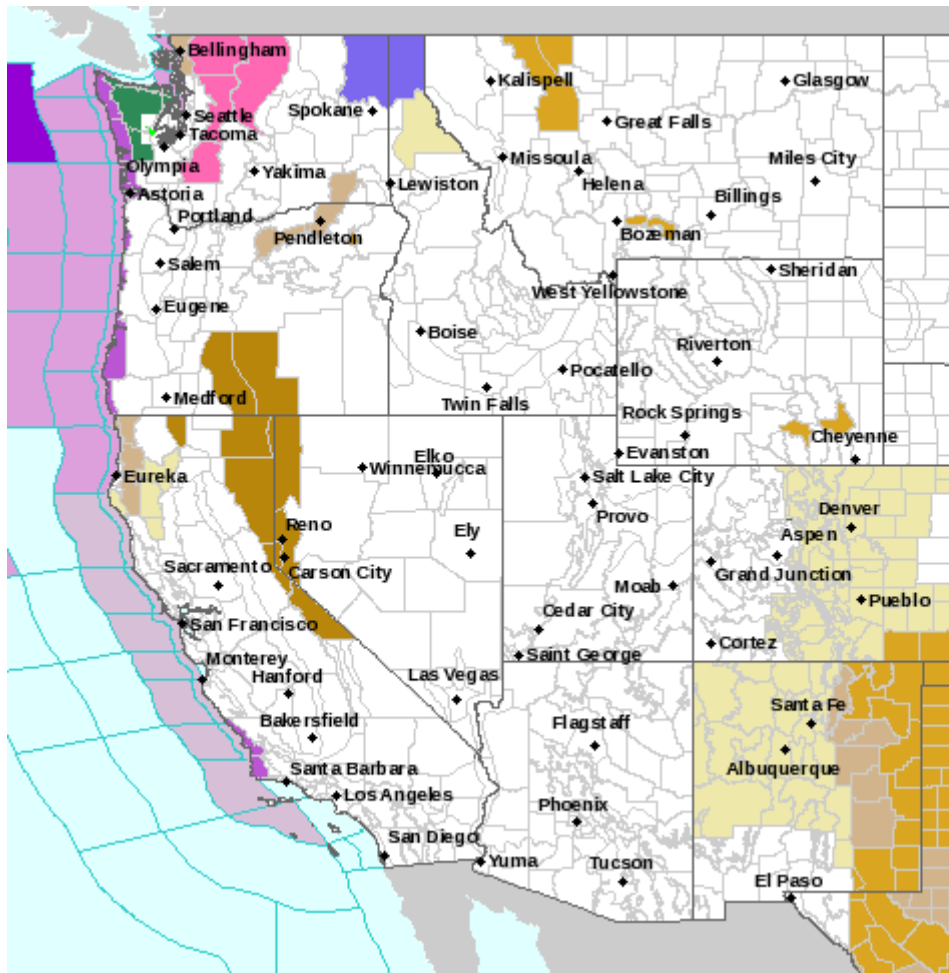 Bellingham
Kalispell
Glasgow
Spokane
Seattle
Great Falls
Tacoma
Olympia
Missoula
Miles City
Yakima
Helena
Lewiston
Astoria
Billings
Portland
Bozeman
Pendleton
Salem
Sheridan
West Yellowstone
Eugene
Boise
Riverton
Pocatello
Medford
Twin Falls
Rock Springs
Cheyenne
Elko
Evanston
Winnemucca
Eureka
Salt Lake City
Provo
Denver
Reno
Ely
Aspen
Sacramento
Carson City
Grand Junction
Moab
Pueblo
Cedar City
San Francisco
Cortez
Saint George
Monterey
Hanford
Las Vegas
Santa Fe
Bakersfield
Flagstaff
Albuquerque
Santa Barbara
Los Angeles
Phoenix
San Diego
Yuma
Tucson
El Paso